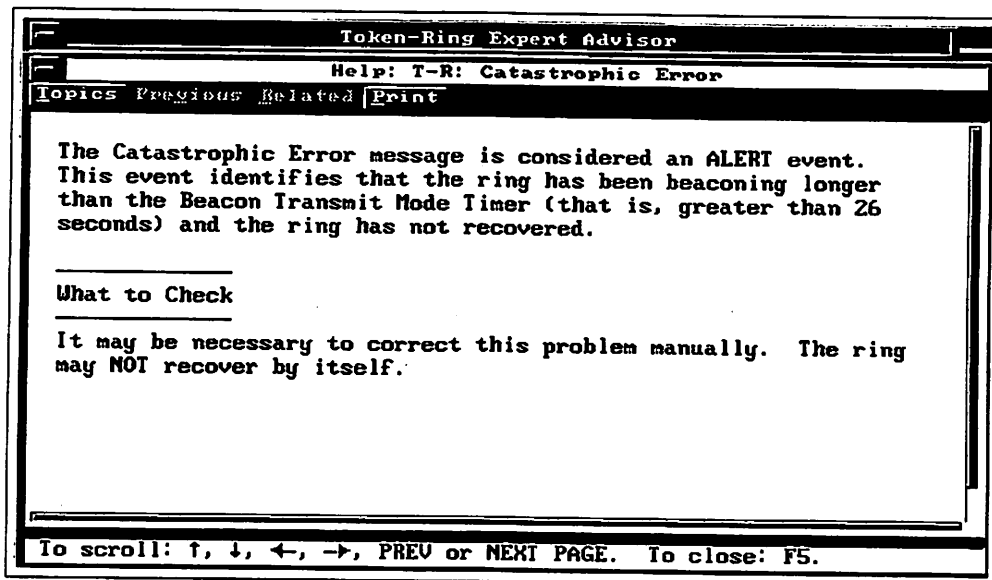 Token-Ring Expert Advisor
Help: T-R: Catastrophic Error
Topics Previous Related Print
The Catastrophic Error message is considered an ALERT event.
This event identifies that the ring has been beaconing longer
than the Beacon Transmit Mode Timer (that is, greater than 26
seconds) and the ring has not recovered.
What to Check
It may be necessary to correct this problem manually.  The ring
may NOT recover by itself.
To scroll: ↑, ↓, ←, →, PREV or NEXT PAGE.  To close: F5.